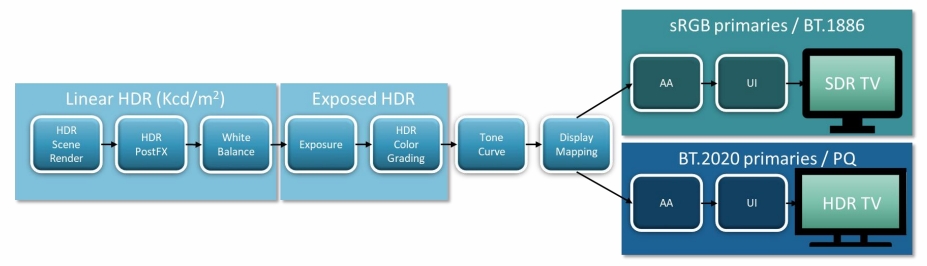 Linear HDR (Kcd/m²)
HDR
Scene
Render
HDR
PostFX
White
Balance
Exposed HDR
Exposure
HDR
Color
Grading
Tone
Curve
Display
Mapping
sRGB primaries / BT.1886
AA
UI
SDR TV
BT.2020 primaries / PQ
AA
UI
HDR TV